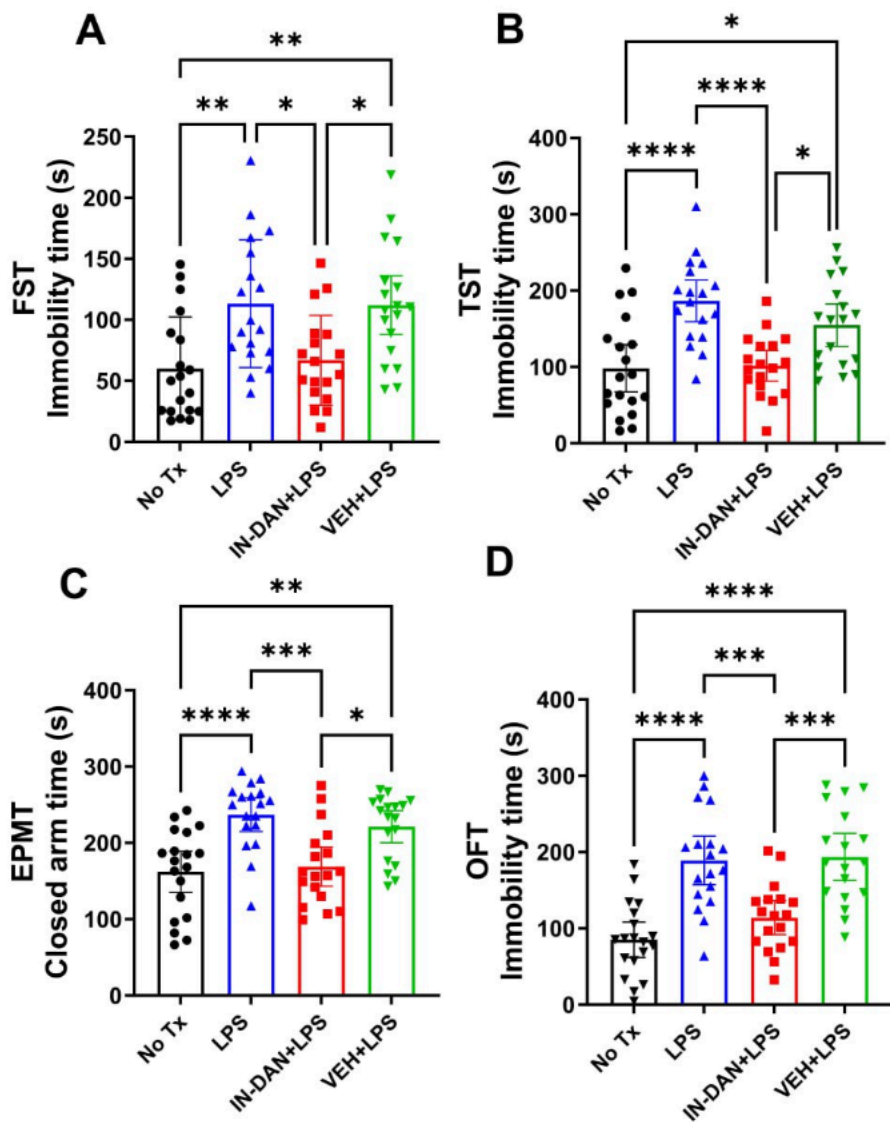 A
**
**
*
*
FST
Immobility time (s)
250
200
150
100
50
0
No Tx
LPS
IN-DAN+LPS
VEH+LPS
B
*
****
****
*
TST
Immobility time (s)
400
300
200
100
0
No Tx
LPS
IN-DAN+LPS
VEH+LPS
C
**
***
****
*
EPMT
Closed arm time (s)
400
300
200
100
0
No Tx
LPS
IN-DAN+LPS
VEH+LPS
D
****
***
****
***
OFT
Immobility time (s)
400
300
200
100
0
No Tx
LPS
IN-DAN+LPS
VEH+LPS